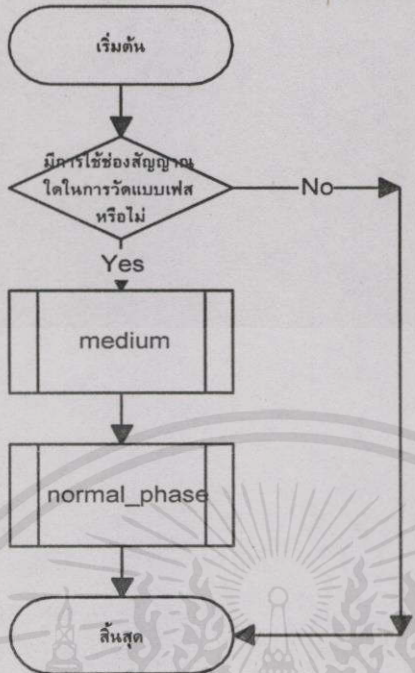 เริ่มต้น
มีการใช้ช่องสัญญาณ
ใดในการวัดแบบเฟส
หรือไม่
No
Yes
medium
normal_phase
สิ้นสุด